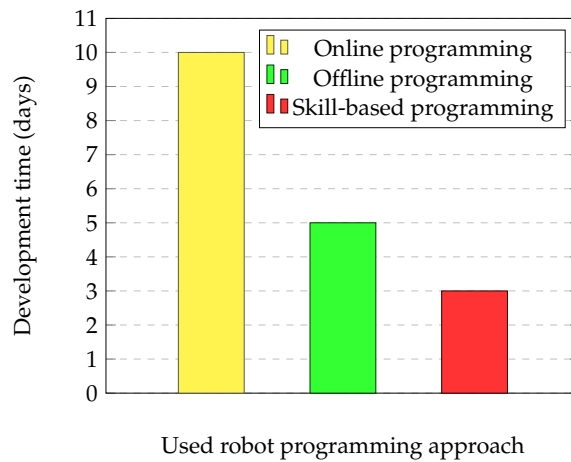 11
10
9
8
7
6
5
4
3
2
1
0
Development time (days)
Online programming
Offline programming
Skill-based programming
Used robot programming approach